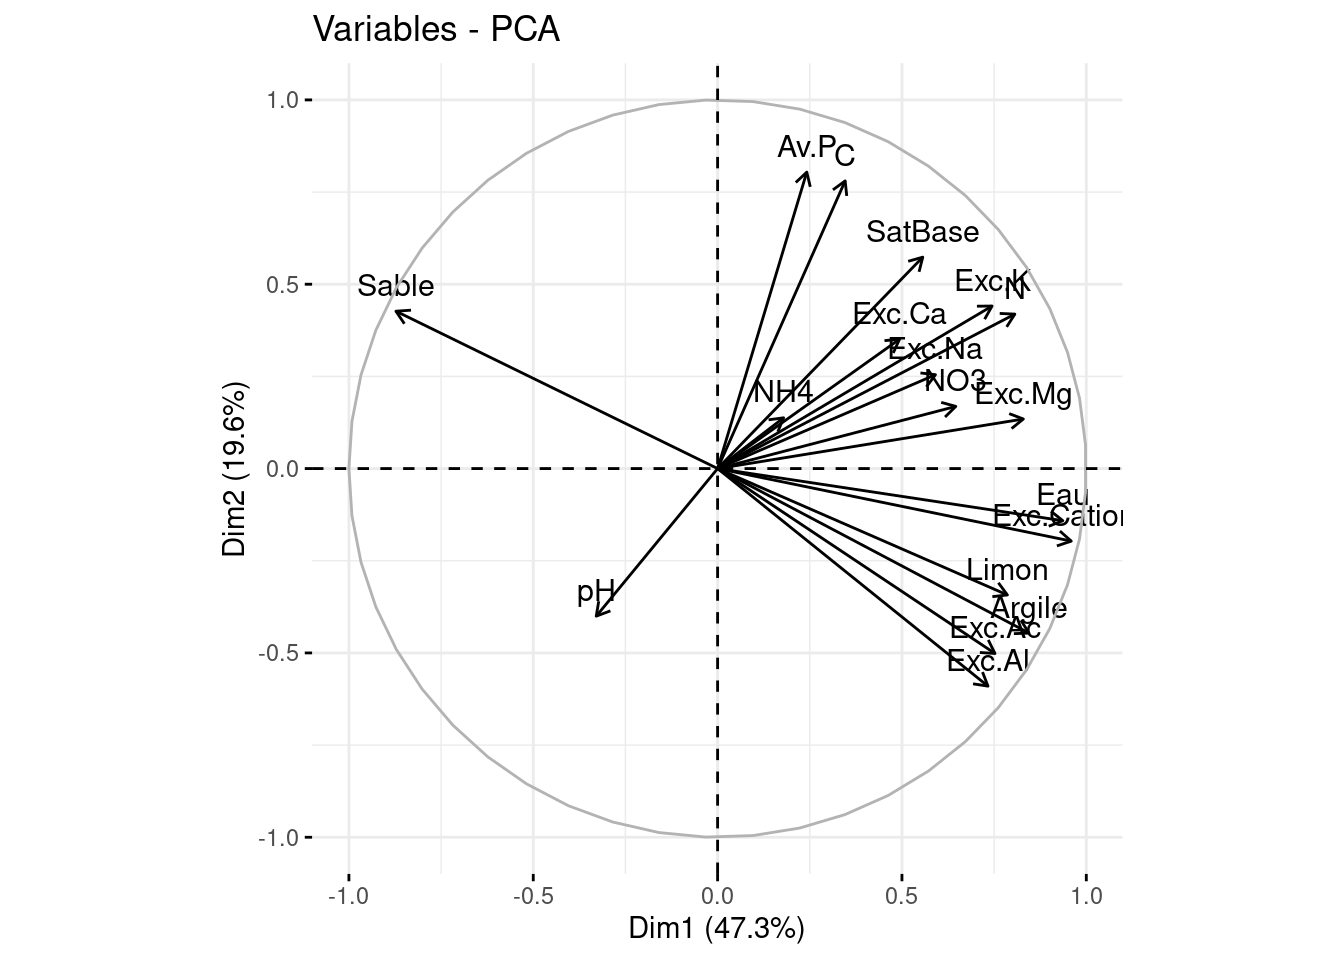 Variables - PCA
1.0
0.5
0.0
-0.5
-1.0
Dim2 (19.6%)
Av.P
C
SatBase
Sable
Exc.K
N
Exc.Ca
Exc.Na
NO3
NH4
Exc.Mg
Eau
Exc.Cation
Limon
pH
Argile
Exc.Ac
Exc.Al
-1.0
-0.5
0.0
0.5
1.0
Dim1 (47.3%)